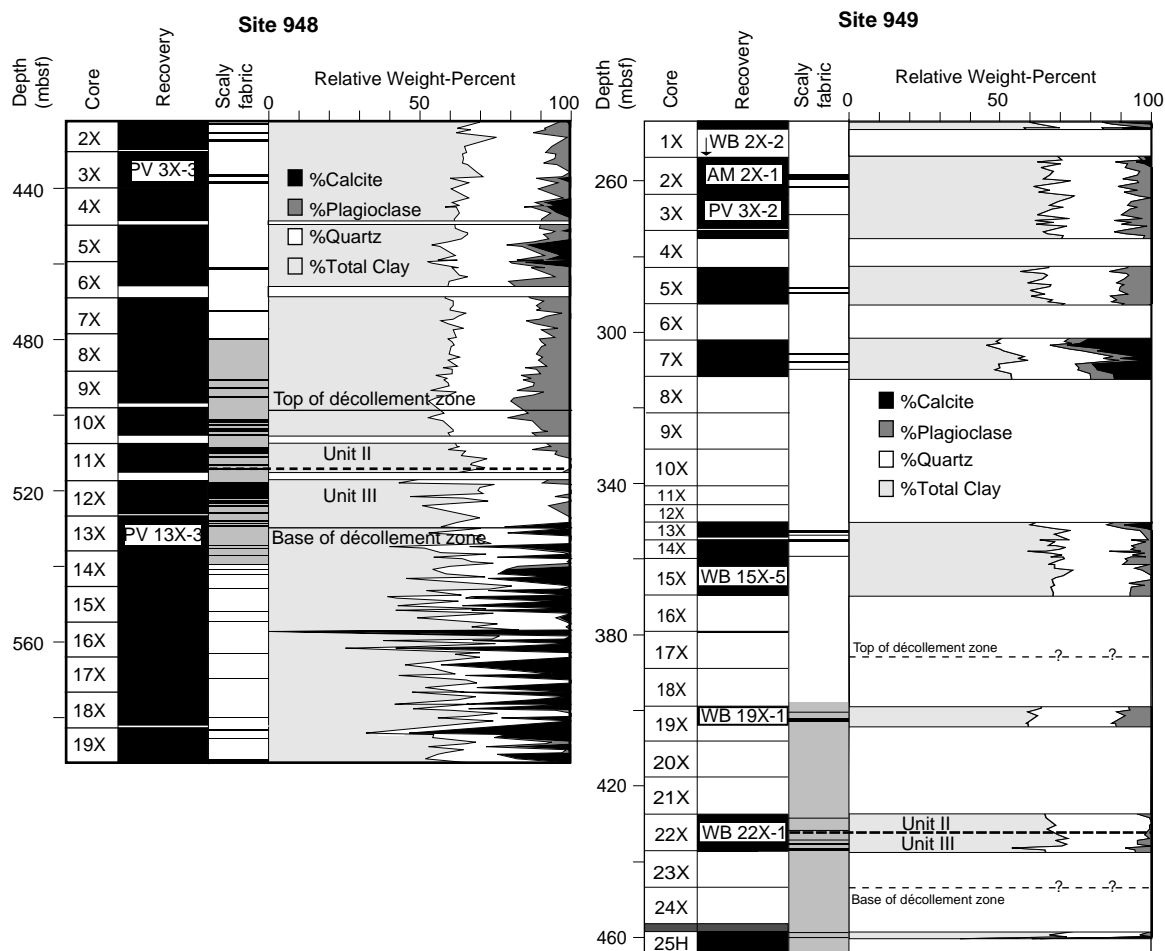 Site 948
Depth
(mbsf)
Core
Recovery
Scaly
fabric
Relative Weight-Percent
0
50
100
440
480
520
560
2X
3X
4X
5X
6X
7X
8X
9X
10X
11X
12X
13X
14X
15X
16X
17X
18X
19X
PV 3X-3
PV 13X-3
%Calcite
%Plagioclase
%Quartz
%Total Clay
Top of décollement zone
Unit II
Unit III
Base of décollement zone
Site 949
Depth
(mbsf)
Core
Recovery
Scaly
fabric
Relative Weight-Percent
0
50
100
260
300
340
380
420
460
1X
2X
3X
4X
5X
6X
7X
8X
9X
10X
11X
12X
13X
14X
15X
16X
17X
18X
19X
20X
21X
22X
23X
24X
25H
WB 2X-2
AM 2X-1
PV 3X-2
WB 15X-5
WB 19X-1
WB 22X-1
%Calcite
%Plagioclase
%Quartz
%Total Clay
Top of décollement zone
? ?
Unit II
Unit III
? ?
Base of décollement zone